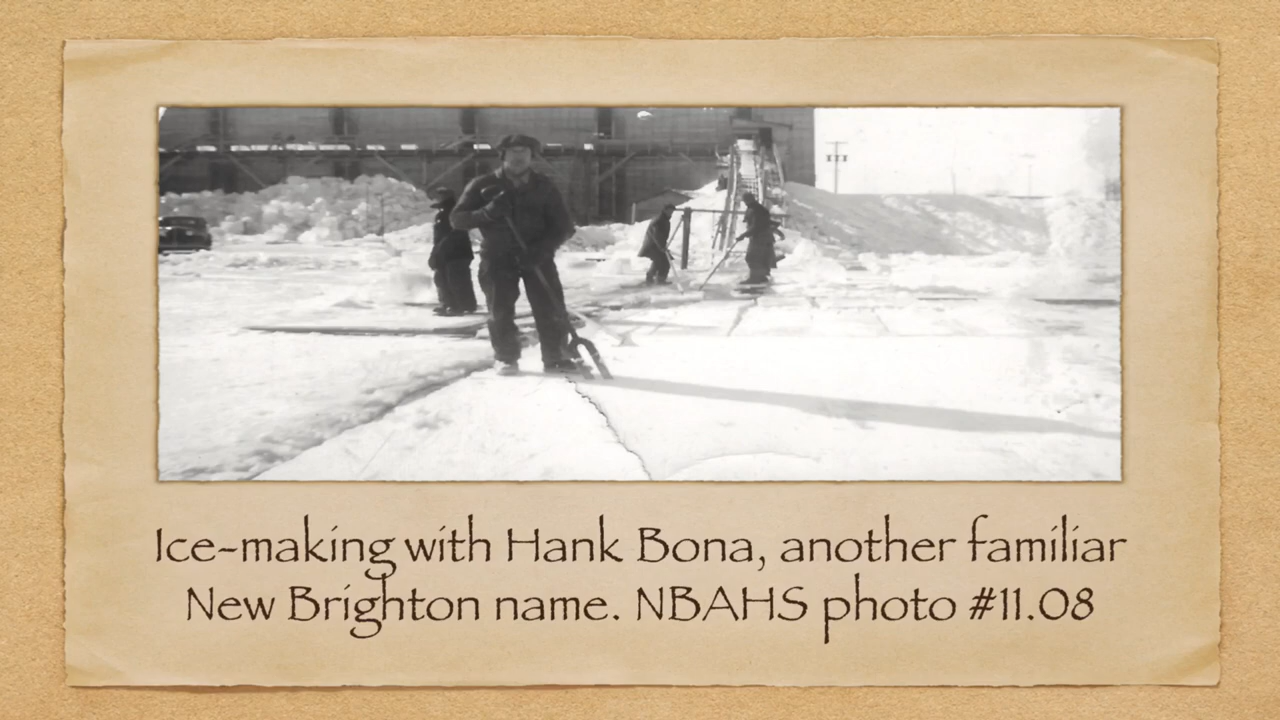 Ice-making with Hank Bona, another familiar
New Brighton name. NBAHS photo #11.08